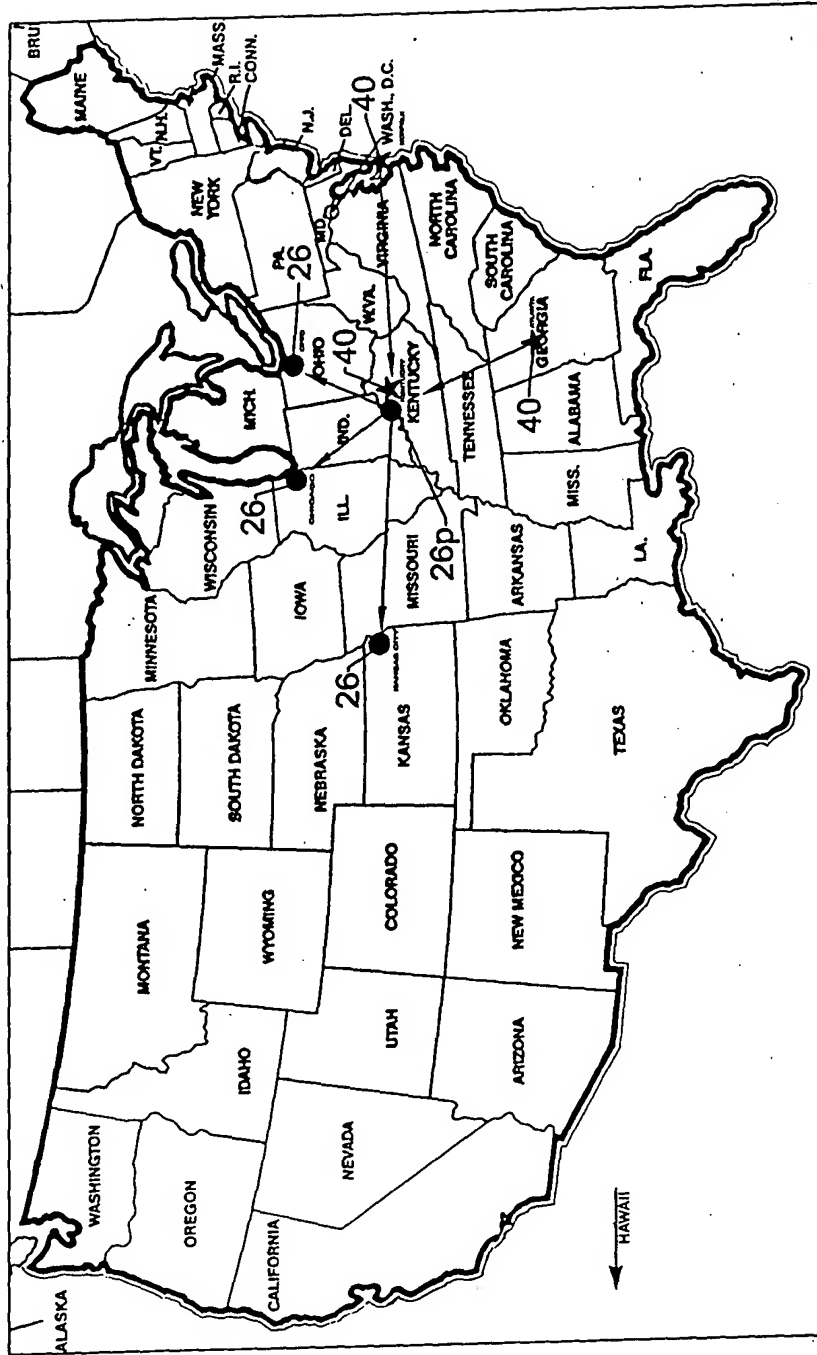 ALASKA
WASHINGTON
OREGON
CALIFORNIA
NEVADA
IDAHO
MONTANA
WYOMING
UTAH
ARIZONA
COLORADO
NEW MEXICO
NORTH DAKOTA
SOUTH DAKOTA
NEBRASKA
KANSAS
OKLAHOMA
TEXAS
MINNESOTA
IOWA
MISSOURI
ARKANSAS
LA.
WISCONSIN
ILL.
MICH.
IND.
OHIO
KENTUCKY
TENNESSEE
MISS.
ALABAMA
GEORGIA
FLA.
SOUTH
CAROLINA
NORTH
CAROLINA
VIRGINIA
W.VA.
MD.
PA.
NEW
YORK
VT.
N.H.
MAINE
BRU
MASS.
R.I.
CONN.
N.J.
DEL.
WASH., D.C.
HAWAII
KANSAS CITY
CHICAGO
26
26
26
26p
40
40
40